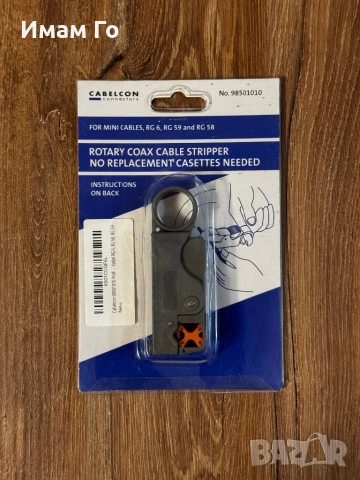 Имам Го
CABELCON
connectors
No. 98501010
FOR MINI CABLES, RG 6, RG 59 and RG 58
ROTARY COAX CABLE STRIPPER
NO REPLACEMENT CASETTES NEEDED
INSTRUCTIONS
ON BACK
BAZAR